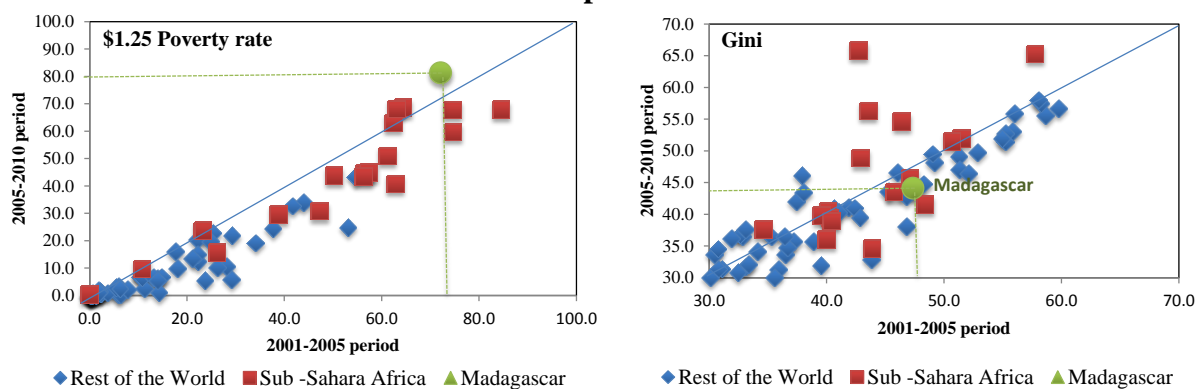 $1.25 Poverty rate
100.0
90.0
80.0
70.0
60.0
50.0
40.0
30.0
20.0
10.0
0.0
2005-2010 period
0.0 20.0 40.0 60.0 80.0 100.0
2001-2005 period
Rest of the World Sub -Sahara Africa Madagascar
Gini
70.0
65.0
60.0
55.0
50.0
45.0
40.0
35.0
30.0
2005-2010 period
Madagascar
30.0 40.0 50.0 60.0 70.0
2001-2005 period
Rest of the World Sub -Sahara Africa Madagascar